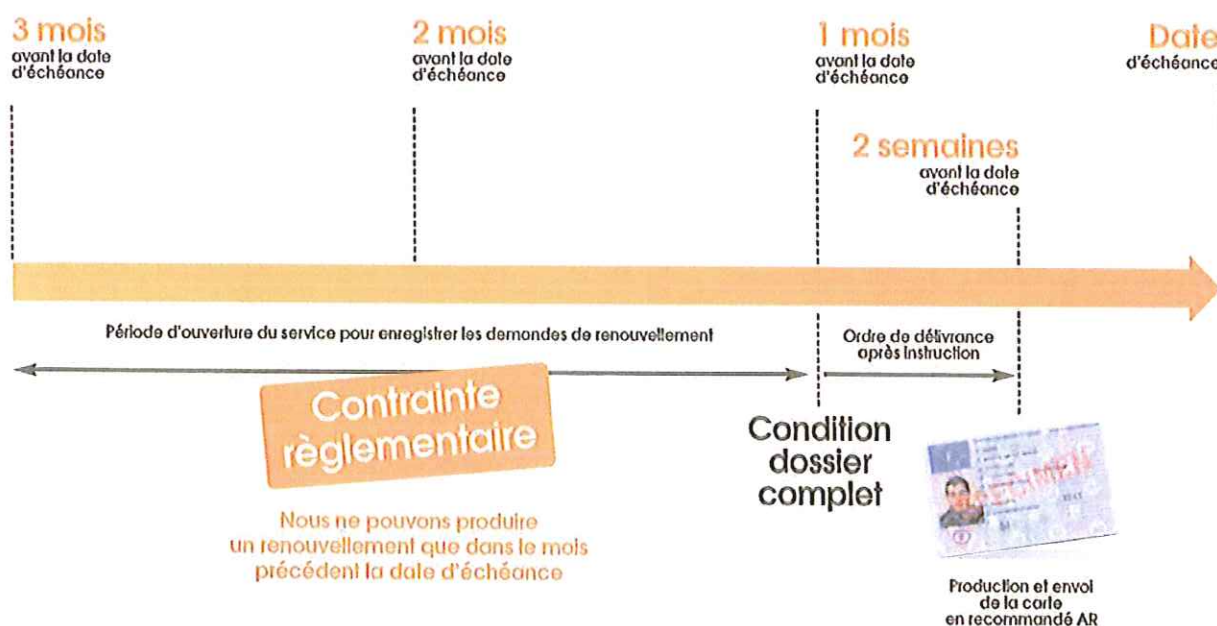 3 mois
avant la date
d'échéance
2 mois
avant la date
d'échéance
1 mois
avant la date
d'échéance
Date
d'échéance
2 semaines
avant la date
d'échéance
Période d'ouverture du service pour enregistrer les demandes de renouvellement
Ordre de délivrance
après instruction
Contrainte
règlementaire
Nous ne pouvons produire
un renouvellement que dans le mois
précédent la date d'échéance
Condition
dossier
complet
Production et envoi
de la carte
en recommandé AR